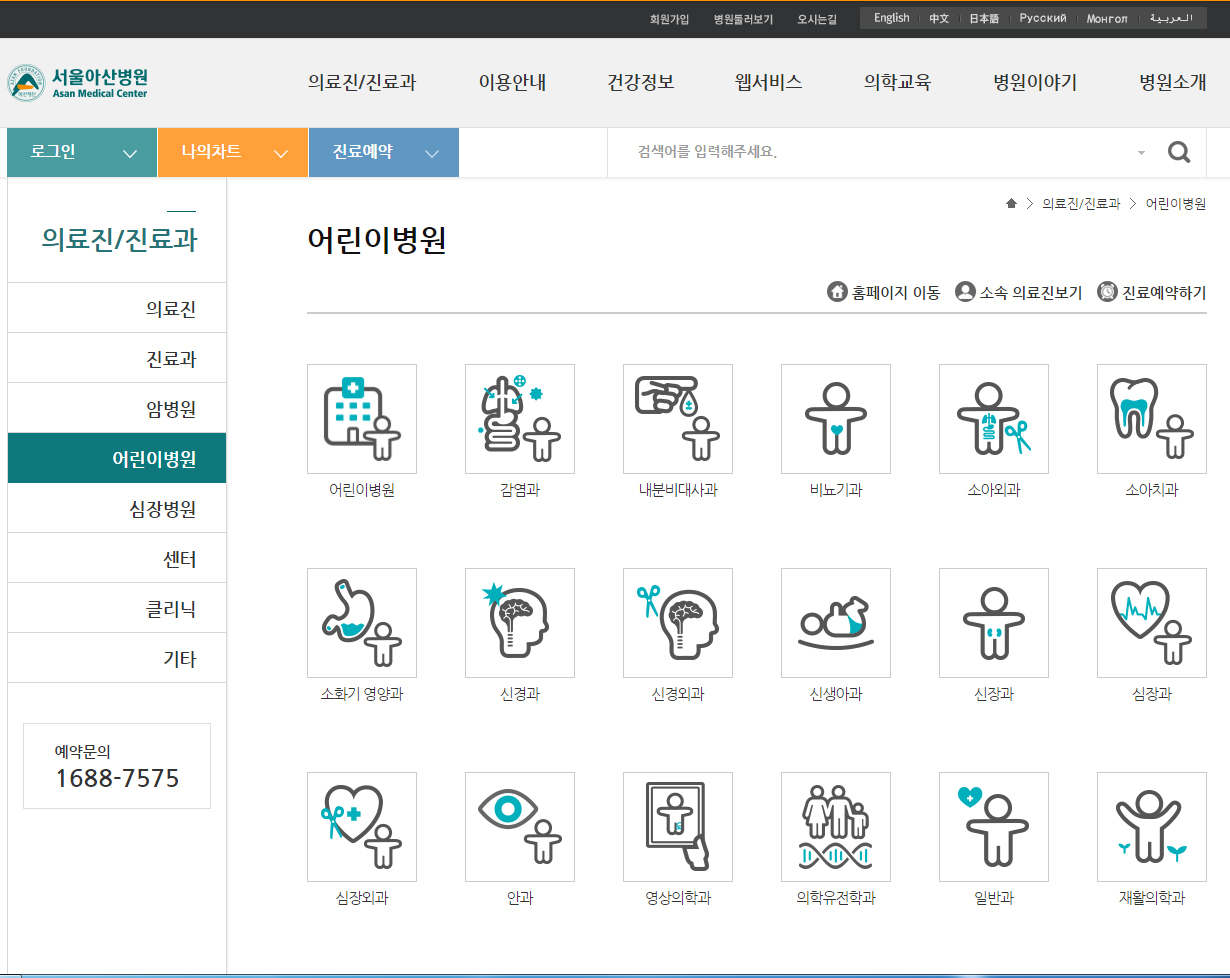 회원가입 병원둘러보기 오시는길 English 中文 日本語 Русский Монгол العربية
서울아산병원
Asan Medical Center
의료진/진료과 이용안내 건강정보 웹서비스 의학교육 병원이야기 병원소개
로그인 나의차트 진료예약 검색어를 입력해주세요.
의료진/진료과 > 어린이병원
의료진/진료과
의료진
진료과
암병원
어린이병원
심장병원
센터
클리닉
기타
예약문의
1688-7575
어린이병원
홈페이지 이동 소속 의료진보기 진료예약하기
어린이병원 감염과 내분비대사과 비뇨기과 소아외과 소아치과
소화기 영양과 신경과 신경외과 신생아과 신장과 심장과
심장외과 안과 영상의학과 의학유전학과 일반과 재활의학과